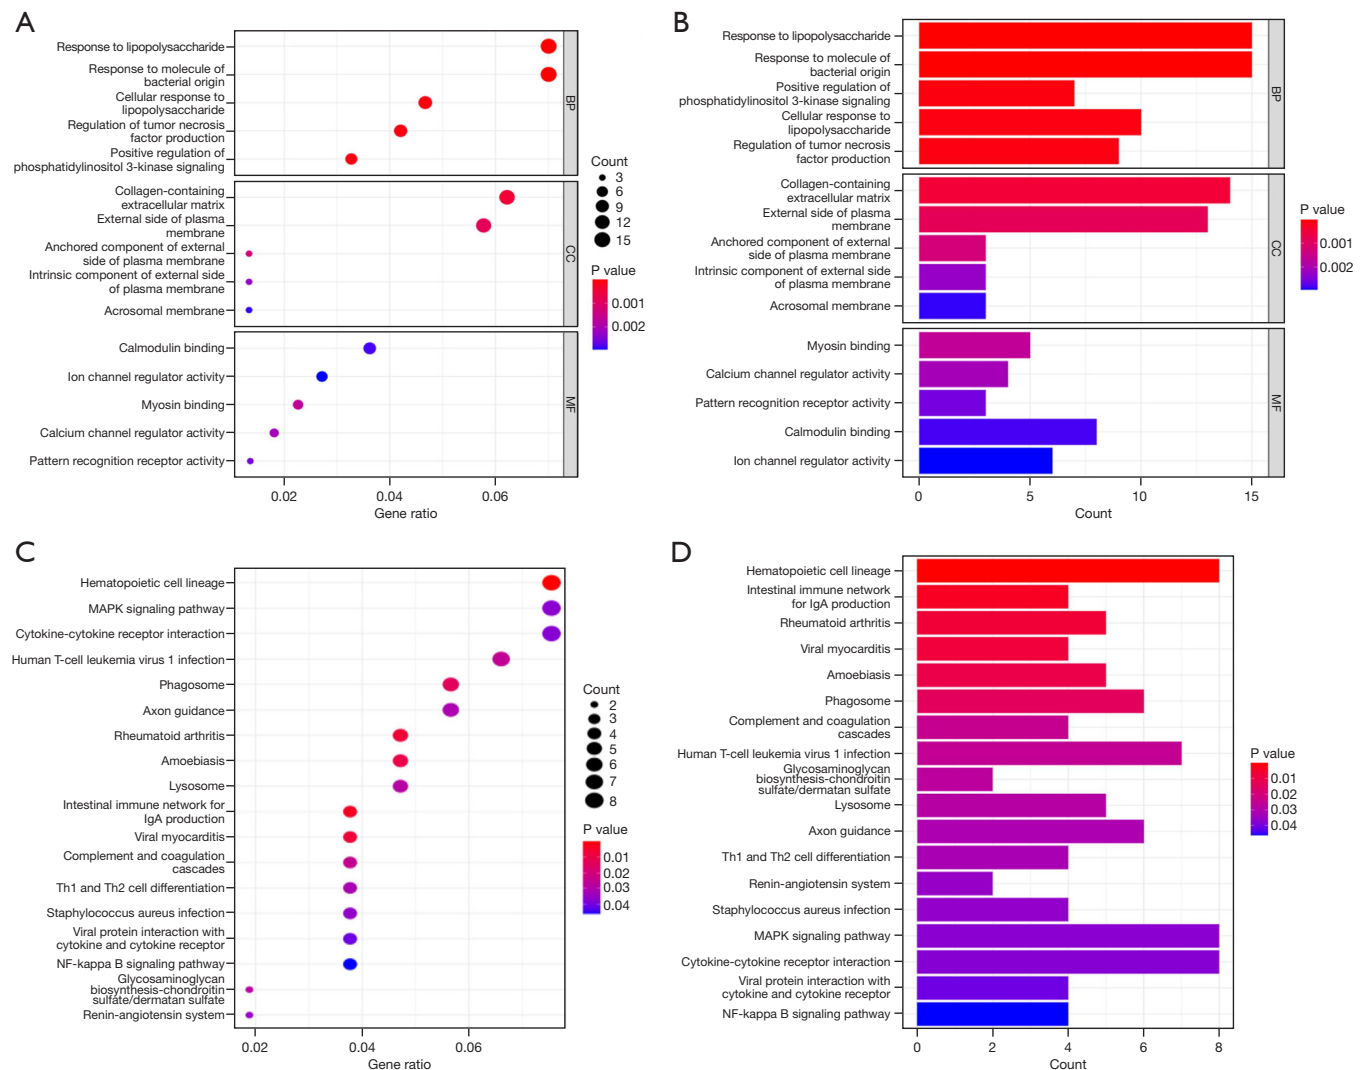 A
Response to lipopolysaccharide
Response to molecule of
bacterial origin
Cellular response to
lipopolysaccharide
Regulation of tumor necrosis
factor production
Positive regulation of
phosphatidylinositol 3-kinase signaling
BP
Collagen-containing
extracellular matrix
External side of plasma
membrane
Anchored component of external
side of plasma membrane
Intrinsic component of external side
of plasma membrane
Acrosomal membrane
CC
Calmodulin binding
Ion channel regulator activity
Myosin binding
Calcium channel regulator activity
Pattern recognition receptor activity
MF
0.02 0.04 0.06
Gene ratio
Count
3
6
9
12
15
P value
0.001
0.002
B
Response to lipopolysaccharide
Response to molecule of
bacterial origin
Positive regulation of
phosphatidylinositol 3-kinase signaling
Cellular response to
lipopolysaccharide
Regulation of tumor necrosis
factor production
BP
Collagen-containing
extracellular matrix
External side of plasma
membrane
Anchored component of external
side of plasma membrane
Intrinsic component of external side
of plasma membrane
Acrosomal membrane
CC
Myosin binding
Calcium channel regulator activity
Pattern recognition receptor activity
Calmodulin binding
Ion channel regulator activity
MF
0 5 10 15
Count
P value
0.001
0.002
C
Hematopoietic cell lineage
MAPK signaling pathway
Cytokine-cytokine receptor interaction
Human T-cell leukemia virus 1 infection
Phagosome
Axon guidance
Rheumatoid arthritis
Amoebiasis
Lysosome
Intestinal immune network for
IgA production
Viral myocarditis
Complement and coagulation
cascades
Th1 and Th2 cell differentiation
Staphylococcus aureus infection
Viral protein interaction with
cytokine and cytokine receptor
NF-kappa B signaling pathway
Glycosaminoglycan
biosynthesis-chondroitin
sulfate/dermatan sulfate
Renin-angiotensin system
0.02 0.04 0.06
Gene ratio
Count
2
3
4
5
6
7
8
P value
0.01
0.02
0.03
0.04
D
Hematopoietic cell lineage
Intestinal immune network
for IgA production
Rheumatoid arthritis
Viral myocarditis
Amoebiasis
Phagosome
Complement and coagulation
cascades
Human T-cell leukemia virus 1 infection
Glycosaminoglycan
biosynthesis-chondroitin
sulfate/dermatan sulfate
Lysosome
Axon guidance
Th1 and Th2 cell differentiation
Renin-angiotensin system
Staphylococcus aureus infection
MAPK signaling pathway
Cytokine-cytokine receptor interaction
Viral protein interaction with
cytokine and cytokine receptor
NF-kappa B signaling pathway
0 2 4 6 8
Count
P value
0.01
0.02
0.03
0.04